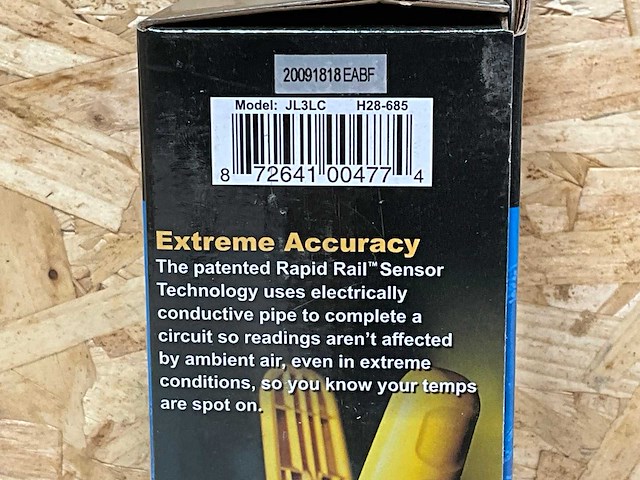 20091818EABF
Model: JL3LC H28-685
8 72641 00477 4
Extreme Accuracy
The patented Rapid Rail™ Sensor
Technology uses electrically
conductive pipe to complete a
circuit so readings aren't affected
by ambient air, even in extreme
conditions, so you know your temps
are spot on.